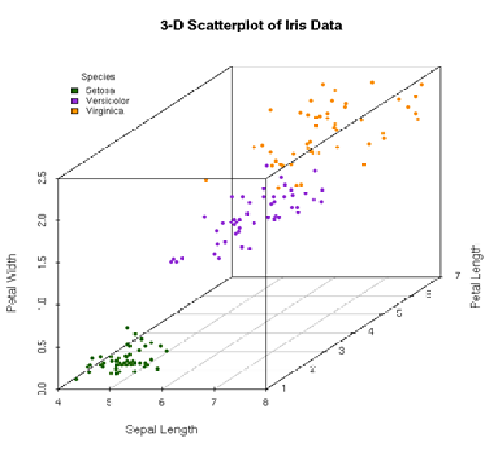 3-D Scatterplot of Iris Data
Species
Setosa
Versicolor
Virginica
2.5
2.0
1.5
1.0
0.5
0.0
Petal Width
4
5
6
7
8
Sepal Length
1
2
3
4
5
6
7
Petal Length